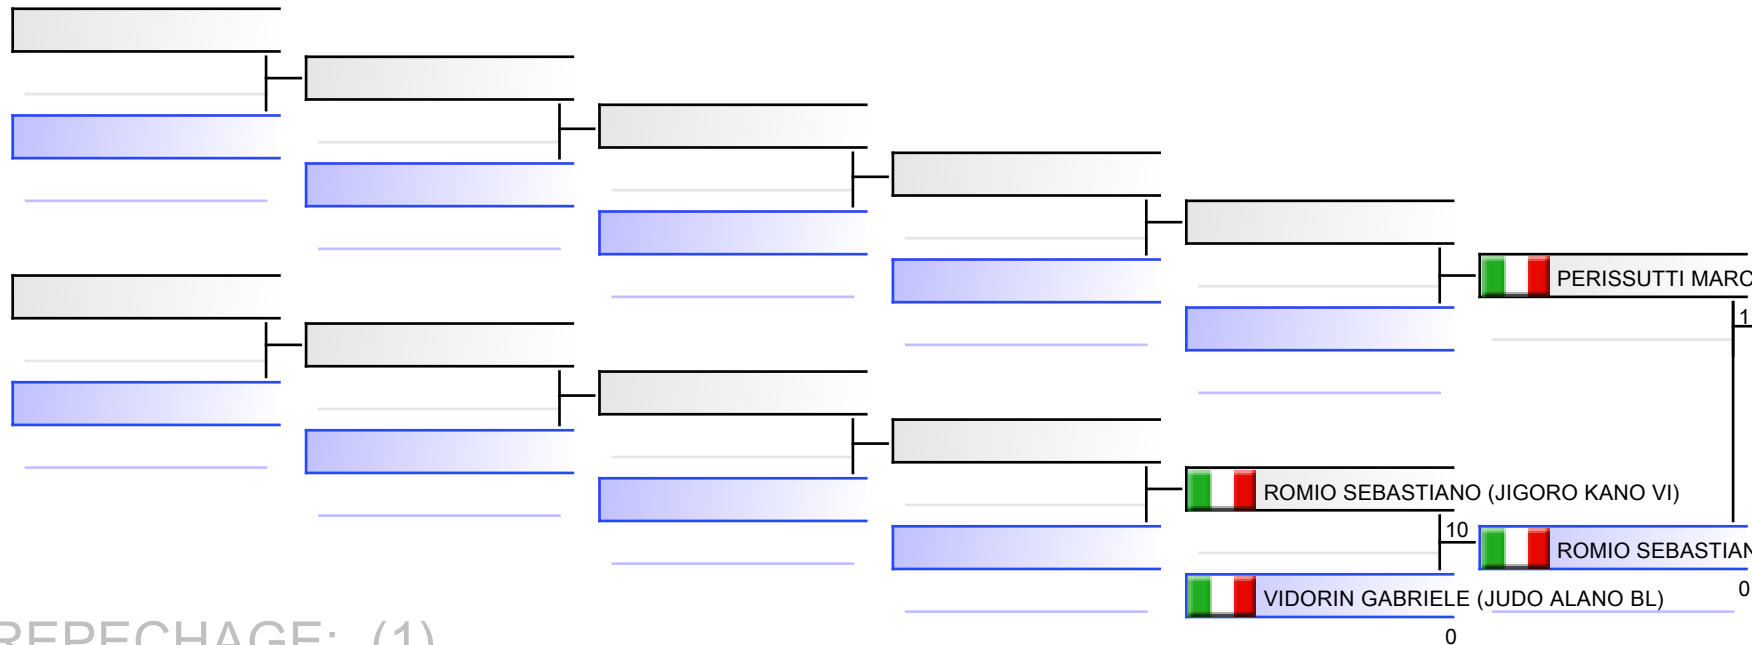 PERISSUTTI MARC
1
ROMIO SEBASTIANO (JIGORO KANO VI)
10
ROMIO SEBASTIAN
0
VIDORIN GABRIELE (JUDO ALANO BL)
0
REPECHAGE: (1)